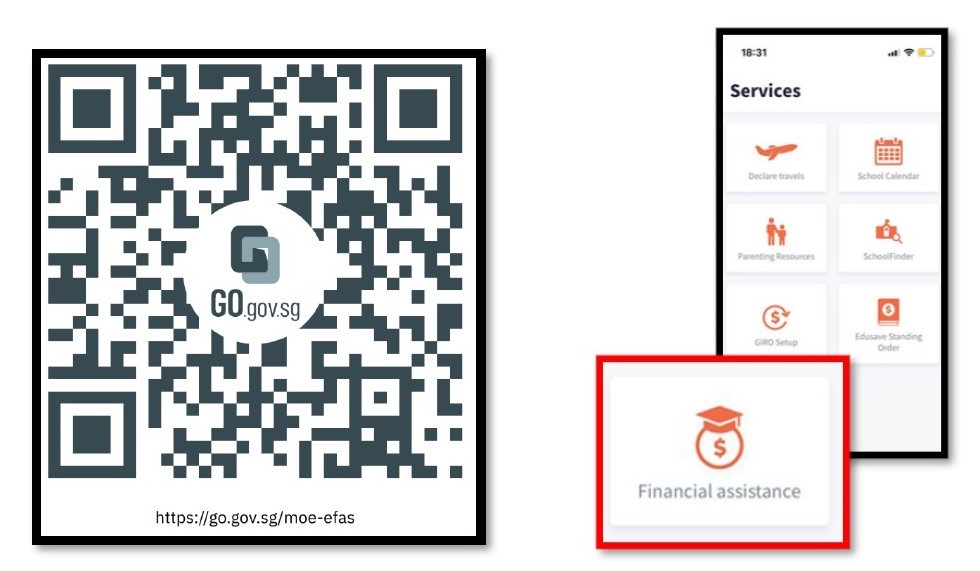 GO.gov.sg
https://go.gov.sg/moe-efas
18:31
Services
Declare travels
School Calendar
Parenting Resources
SchoolFinder
GIRO Setup
Edusave Standing
Order
Financial assistance